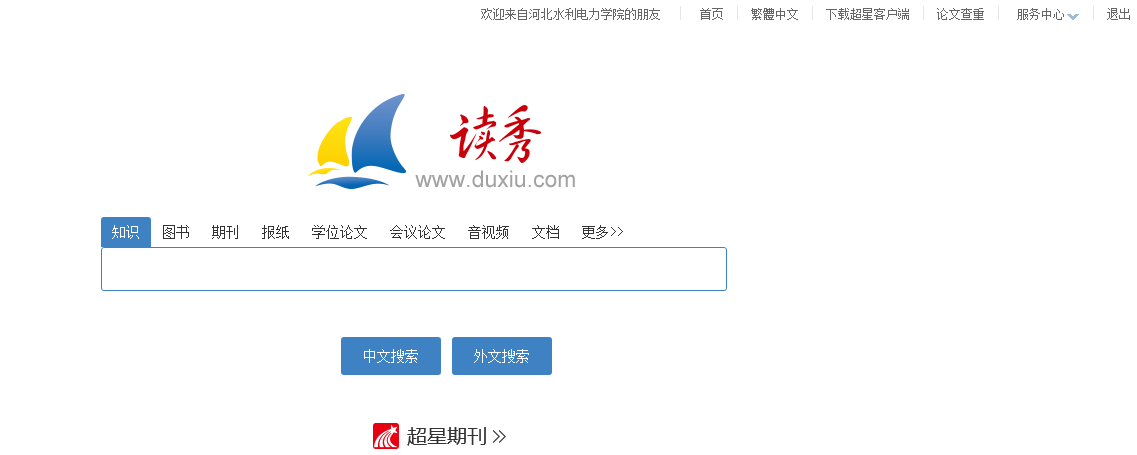 欢迎来自河北水利电力学院的朋友 首页 繁體中文 下载超星客户端 论文查重 服务中心 退出
读秀
www.duxiu.com
知识 图书 期刊 报纸 学位论文 会议论文 音视频 文档 更多>>
中文搜索 外文搜索
超星期刊 >>